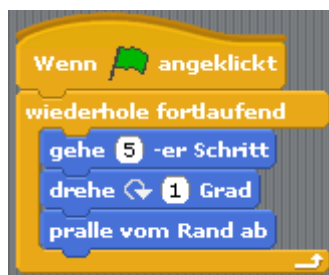 Wenn angeklickt
wiederhole fortlaufend
gehe 5 -er Schritt
drehe 1 Grad
pralle vom Rand ab